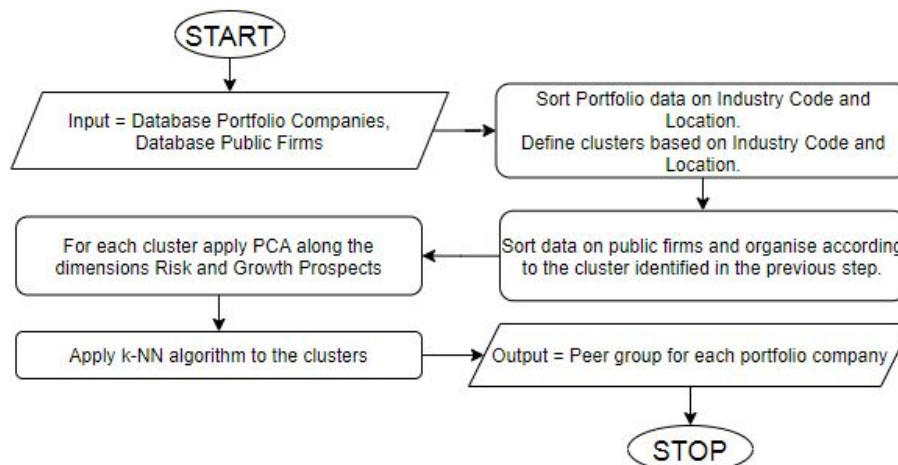 START
Input = Database Portfolio Companies,
Database Public Firms
Sort Portfolio data on Industry Code and
Location.
Define clusters based on Industry Code and
Location.
Sort data on public firms and organise according
to the cluster identified in the previous step.
For each cluster apply PCA along the
dimensions Risk and Growth Prospects
Apply k-NN algorithm to the clusters
Output = Peer group for each portfolio company
STOP